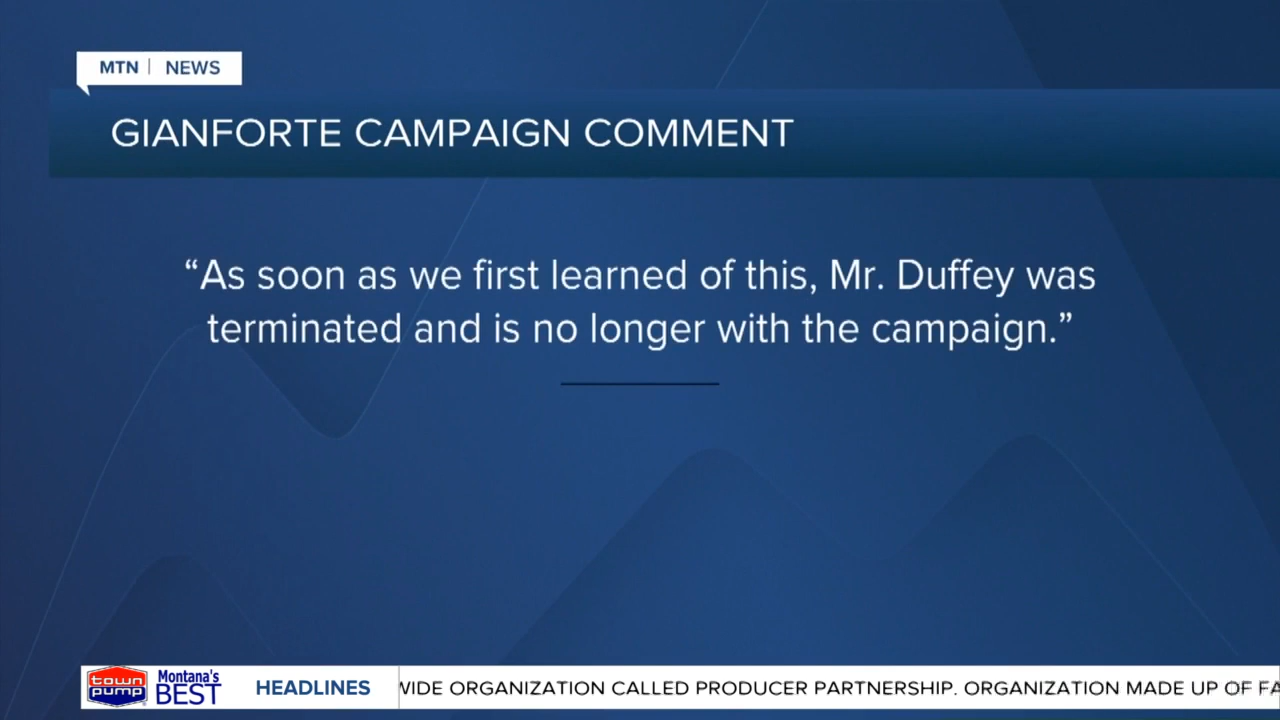 MTN | NEWS
GIANFORTE CAMPAIGN COMMENT
“As soon as we first learned of this, Mr. Duffey was
terminated and is no longer with the campaign.”
town
pump
Montana's
BEST
HEADLINES
WIDE ORGANIZATION CALLED PRODUCER PARTNERSHIP. ORGANIZATION MADE UP OF FA